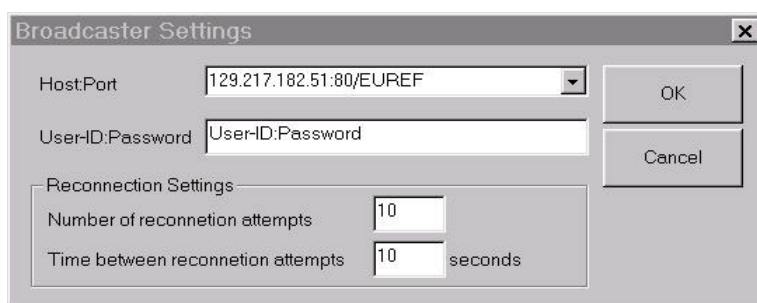 Broadcaster Settings
Host:Port 129.217.182.51:80/EUREF
OK
User-ID:Password User-ID:Password
Cancel
Reconnection Settings
Number of reconnetion attempts 10
Time between reconnetion attempts 10 seconds